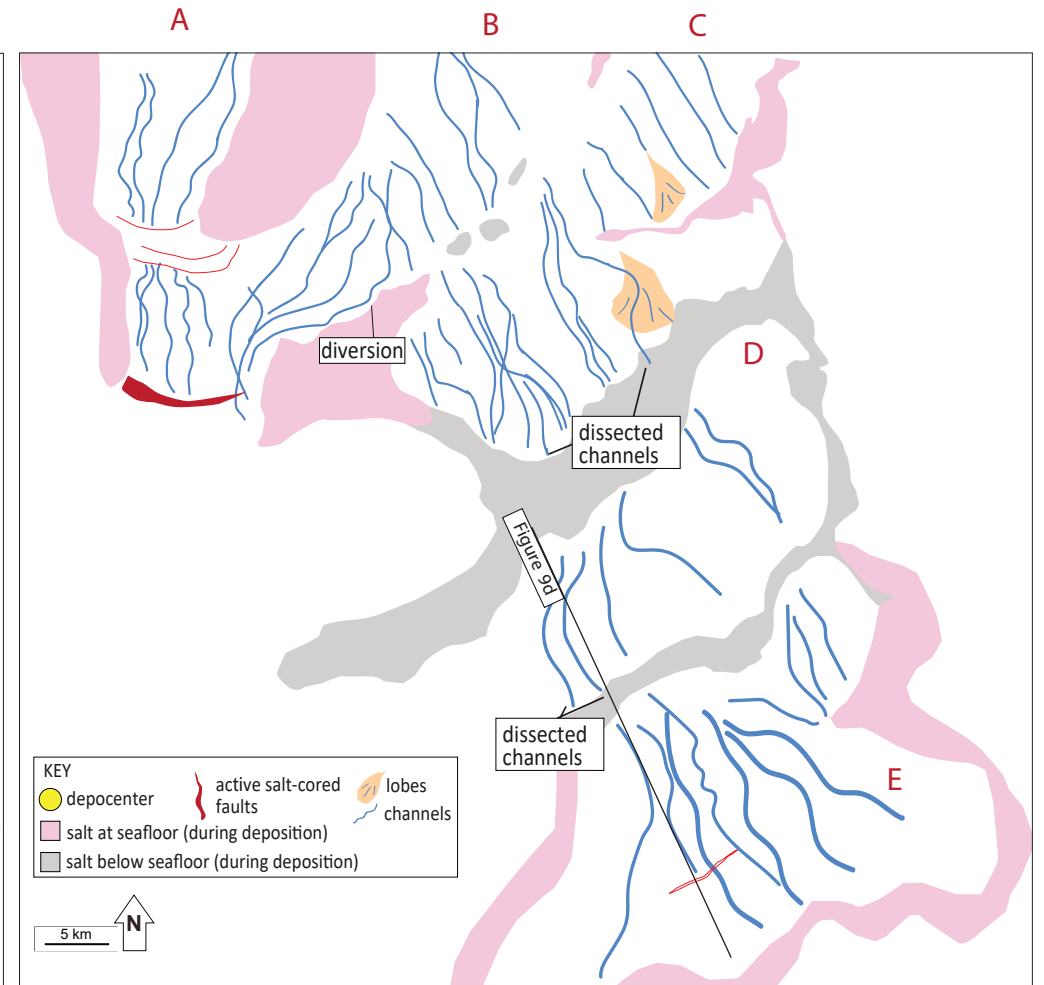 A
B
C
diversion
D
dissected
channels
Figure 9d
dissected
channels
E
KEY
depocenter
active salt-cored
faults
lobes
channels
salt at seafloor (during deposition)
salt below seafloor (during deposition)
5 km
N